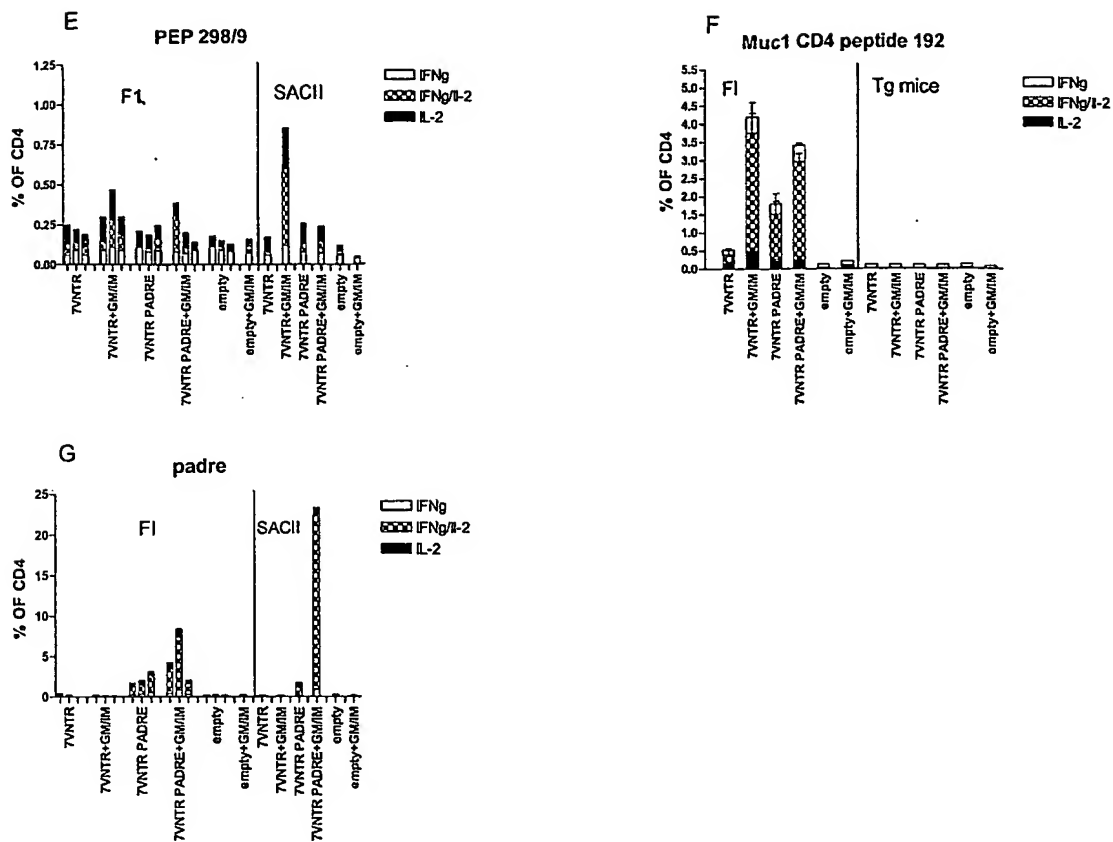 E
PEP 298/9
1.25
1.00
0.75
0.50
0.25
0.00
% OF CD4
F1
SACII
IFNg
IFNg/Il-2
IL-2
7VNTR
7VNTR+GM/IM
7VNTR PADRE
7VNTR PADRE+GM/IM
empty
empty+GM/IM
7VNTR
7VNTR+GM/IM
7VNTR PADRE
7VNTR PADRE+GM/IM
empty
empty+GM/IM
F
Muc1 CD4 peptide 192
5.5
5.0
4.5
4.0
3.5
3.0
2.5
2.0
1.5
1.0
0.5
0.0
% OF CD4
FI
Tg mice
IFNg
IFNg/Il-2
IL-2
7VNTR
7VNTR+GM/IM
7VNTR PADRE
7VNTR PADRE+GM/IM
empty
empty+GM/IM
7VNTR
7VNTR+GM/IM
7VNTR PADRE
7VNTR PADRE+GM/IM
empty
empty+GM/IM
G
padre
25
20
15
10
5
0
% OF CD4
FI
SACII
IFNg
IFNg/Il-2
IL-2
7VNTR
7VNTR+GM/IM
7VNTR PADRE
7VNTR PADRE+GM/IM
empty
empty+GM/IM
7VNTR
7VNTR+GM/IM
7VNTR PADRE
7VNTR PADRE+GM/IM
empty
empty+GM/IM